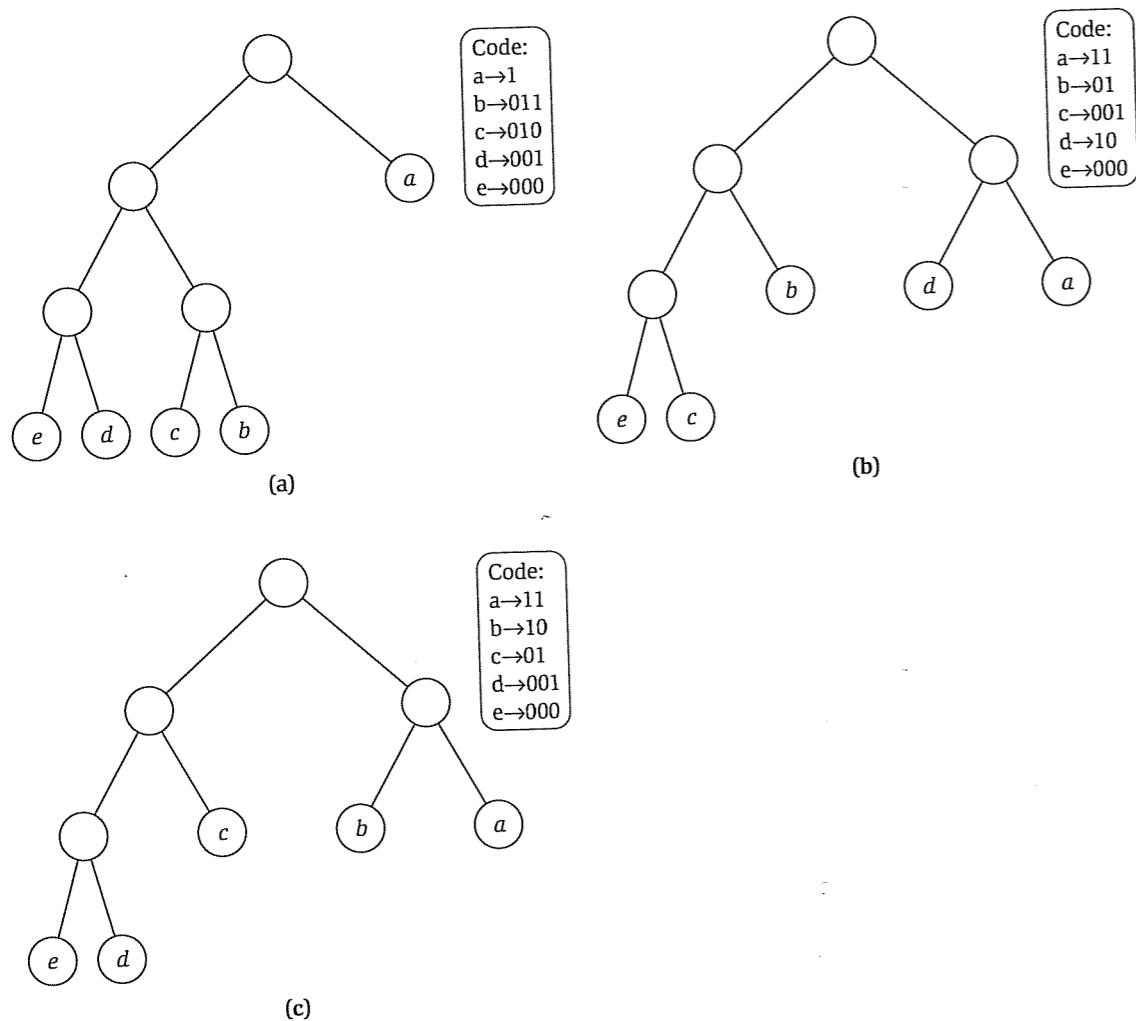 Code:
a→1
b→011
c→010
d→001
e→000
a
e
d
c
b
(a)
Code:
a→11
b→01
c→001
d→10
e→000
b
d
a
e
c
(b)
Code:
a→11
b→10
c→01
d→001
e→000
c
b
a
e
d
(c)